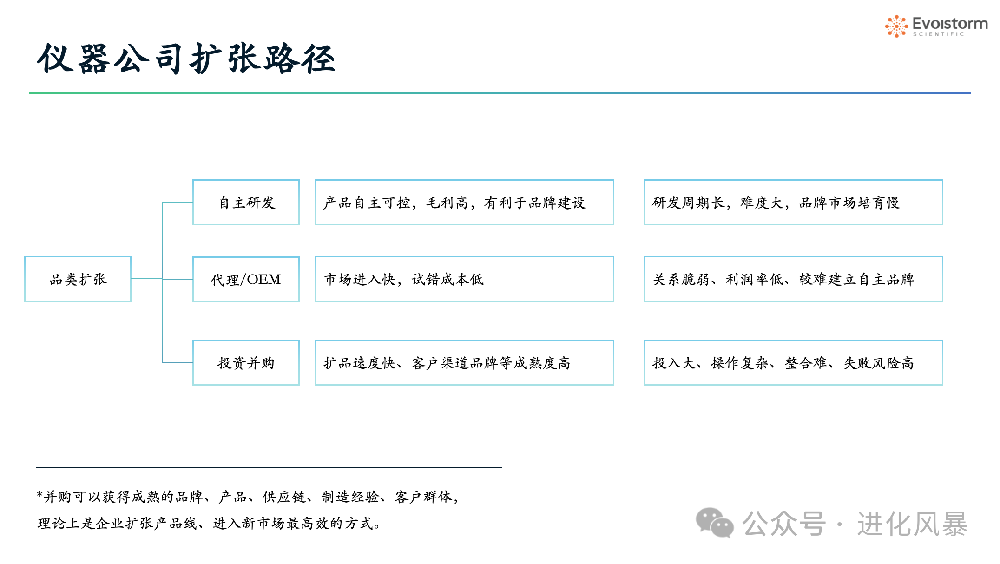 Evoistorm
SCIENTIFIC
仪器公司扩张路径
自主研发
产品自主可控，毛利高，有利于品牌建设
研发周期长，难度大，品牌市场培育慢
品类扩张
代理/OEM
市场进入快，试错成本低
关系脆弱、利润率低、较难建立自主品牌
投资并购
扩品速度快、客户渠道品牌等成熟度高
投入大、操作复杂、整合难、失败风险高
*并购可以获得成熟的品牌、产品、供应链、制造经验、客户群体，
理论上是企业扩张产品线、进入新市场最高效的方式。
公众号·进化风暴